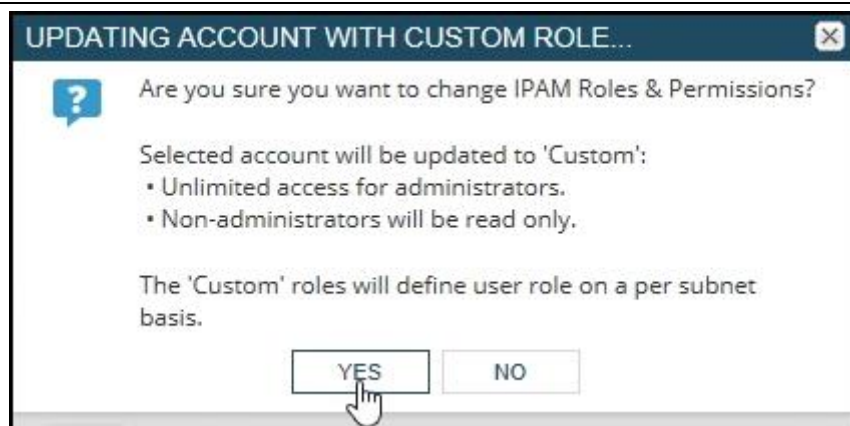 UPDATING ACCOUNT WITH CUSTOM ROLE...
Are you sure you want to change IPAM Roles & Permissions?
Selected account will be updated to 'Custom':
• Unlimited access for administrators.
• Non-administrators will be read only.
The 'Custom' roles will define user role on a per subnet
basis.
YES
NO